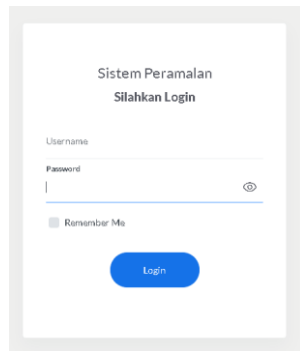 Sistem Peramalan
Silahkan Login
Username
Password
Remember Me
Login